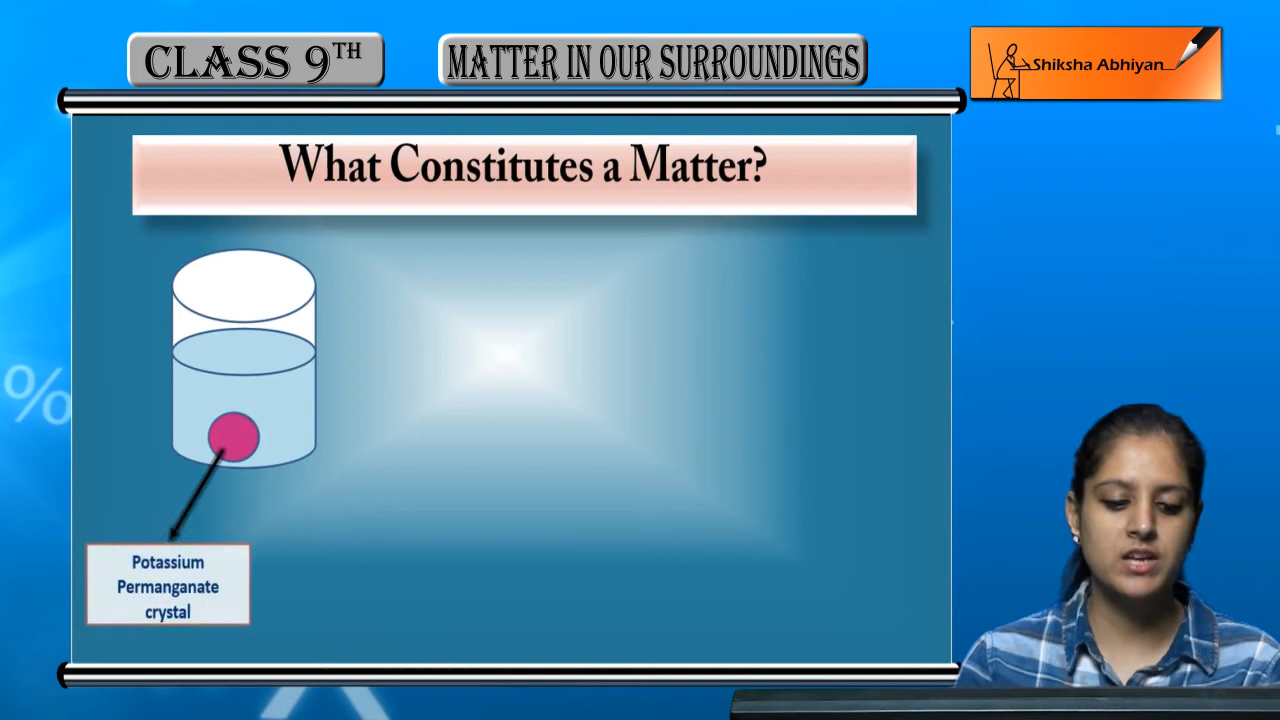 CLASS 9TH
MATTER IN OUR SURROUNDINGS
Shiksha Abhiyan
What Constitutes a Matter?
%
Potassium
Permanganate
crystal